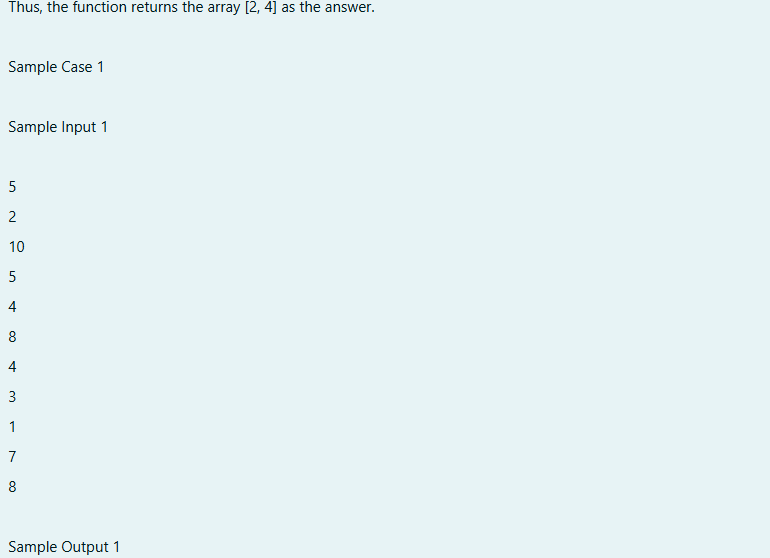 Thus, the function returns the array [2, 4] as the answer.
Sample Case 1
Sample Input 1
5
2
10
5
4
8
4
3
1
7
8
Sample Output 1